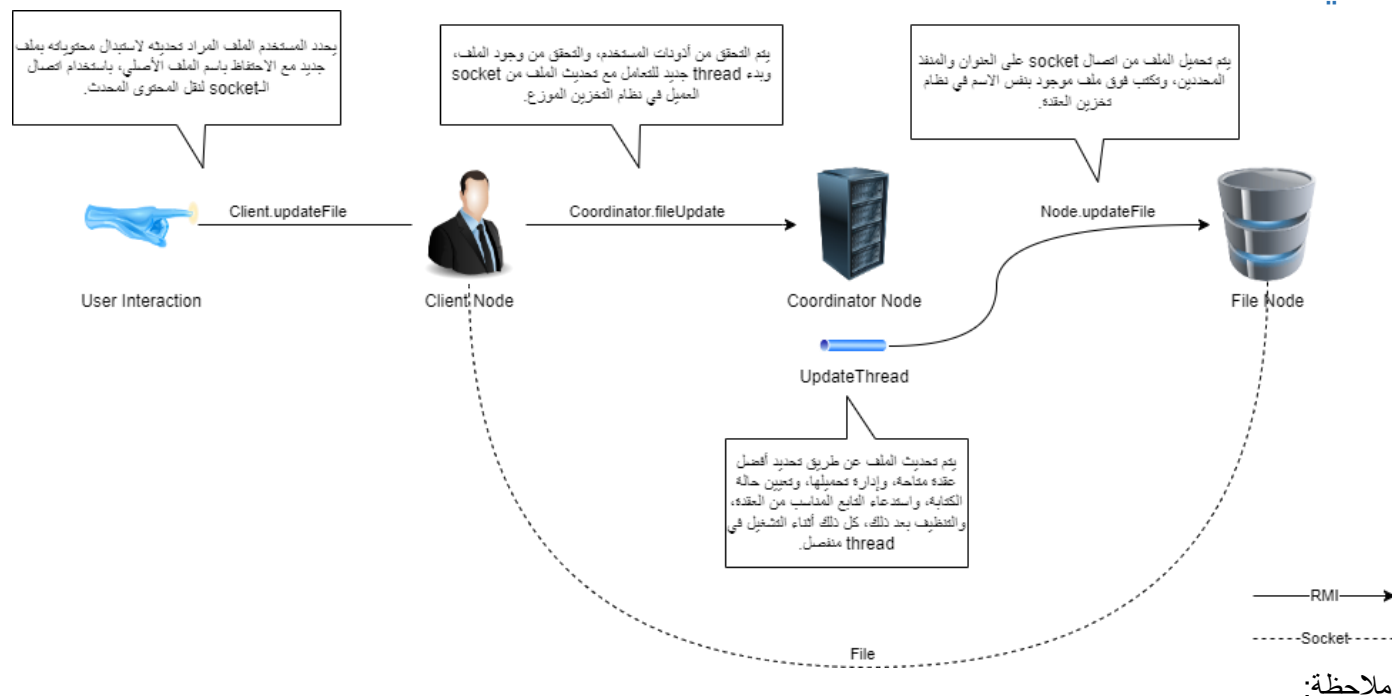 يحدد المستخدم الملف المراد تحديثه لاستبدال محتوياته بملف
جديد مع الاحتفاظ باسم الملف الأصلي، باستخدام اتصال
الـsocket لنقل المحتوى المحدث.
يتم التحقق من أذونات المستخدم، والتحقق من وجود الملف،
وبدء thread جديد للتعامل مع تحديث الملف من socket
العميل في نظام التخزين الموزع.
يتم تحميل الملف من اتصال socket على العنوان والمنفذ
المحددين، وتكتب فوق ملف موجود بنفس الاسم في نظام
تخزين العقدة.
Client.updateFile
Coordinator.fileUpdate
Node.updateFile
User Interaction
Client Node
Coordinator Node
File Node
UpdateThread
يتم تحديث الملف عن طريق تحديد أفضل
عقدة متاحة، وإدارة تحميلها، وتعيين حالة
الكتابة، واستدعاء التابع المناسب من العقدة،
والتنظيف بعد ذلك، كل ذلك أثناء التشغيل في
thread منفصل.
RMI
Socket
File
ملاحظة: